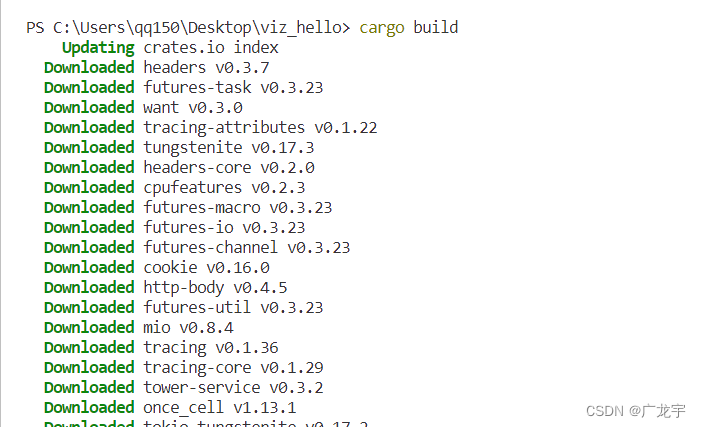 PS C:\Users\qq150\Desktop\viz_hello> cargo build
Updating crates.io index
Downloaded headers v0.3.7
Downloaded futures-task v0.3.23
Downloaded want v0.3.0
Downloaded tracing-attributes v0.1.22
Downloaded tungstenite v0.17.3
Downloaded headers-core v0.2.0
Downloaded cpufeatures v0.2.3
Downloaded futures-macro v0.3.23
Downloaded futures-io v0.3.23
Downloaded futures-channel v0.3.23
Downloaded cookie v0.16.0
Downloaded http-body v0.4.5
Downloaded futures-util v0.3.23
Downloaded mio v0.8.4
Downloaded tracing v0.1.36
Downloaded tracing-core v0.1.29
Downloaded tower-service v0.3.2
Downloaded once_cell v1.13.1
Downloaded tokio-tungstenite v0.17.2
CSDN @广龙宇